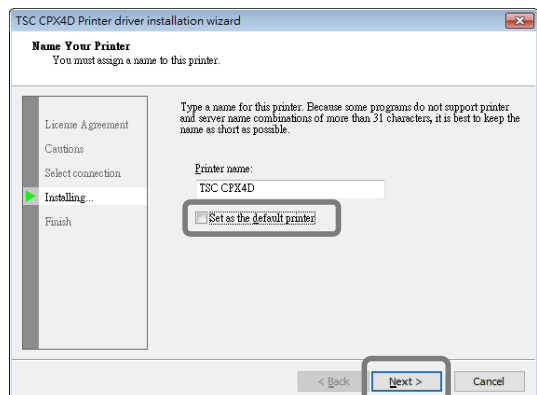 TSC CPX4D Printer driver installation wizard
Name Your Printer
You must assign a name to this printer.
License Agreement
Cautions
Select connection
Installing...
Finish
Type a name for this printer. Because some programs do not support printer
and server name combinations of more than 31 characters, it is best to keep the
name as short as possible.
Printer name:
TSC CPX4D
Set as the default printer
< Back
Next >
Cancel